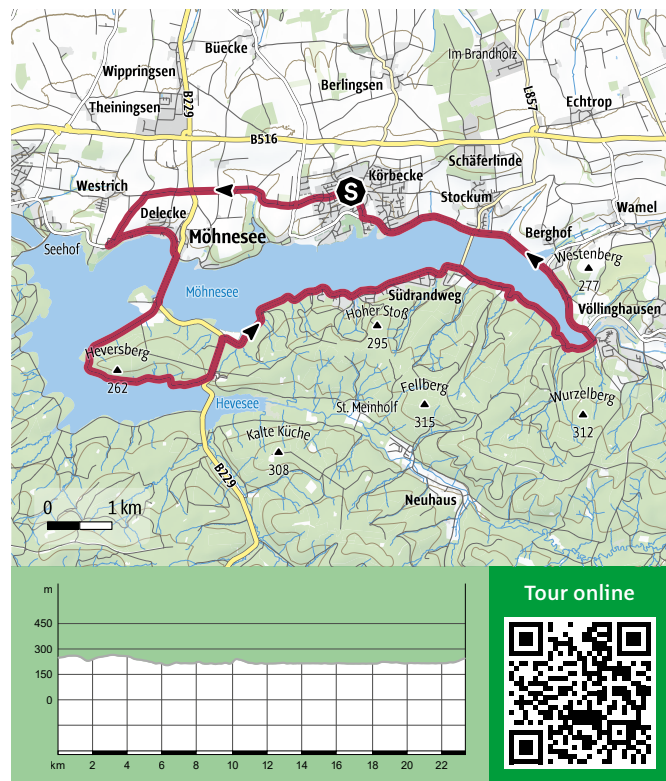 Büecke
Wippringsen
Im Brandholz
Berlingsen
Theiningsen
B229
L857
Echtrop
B516
Schäferlinde
Körbecke
Westrich
S
Stockum
Wamel
Delecke
Möhnesee
Berghof
Seehof
Westenberg
277
Möhnesee
Südrandweg
Völlinghausen
Hoher Stoß
295
Heversberg
262
Fellberg
315
Wurzelberg
312
Hevesee
St. Meinholf
Kalte Küche
308
B229
Neuhaus
0 1 km
m
450
300
150
0
km 2 4 6 8 10 12 14 16 18 20 22
Tour online